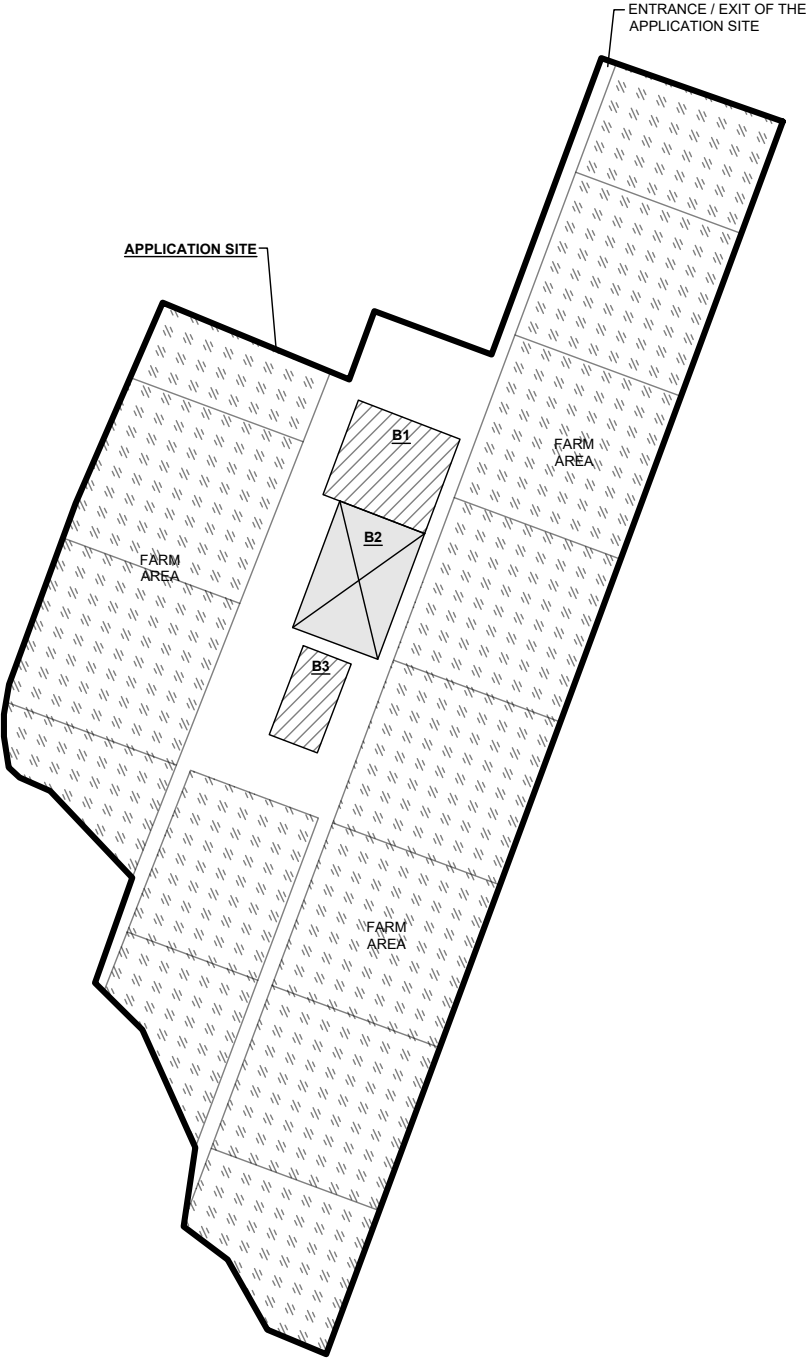 ENTRANCE / EXIT OF THE
APPLICATION SITE
APPLICATION SITE
B1
FARM
AREA
B2
FARM
AREA
B3
FARM
AREA